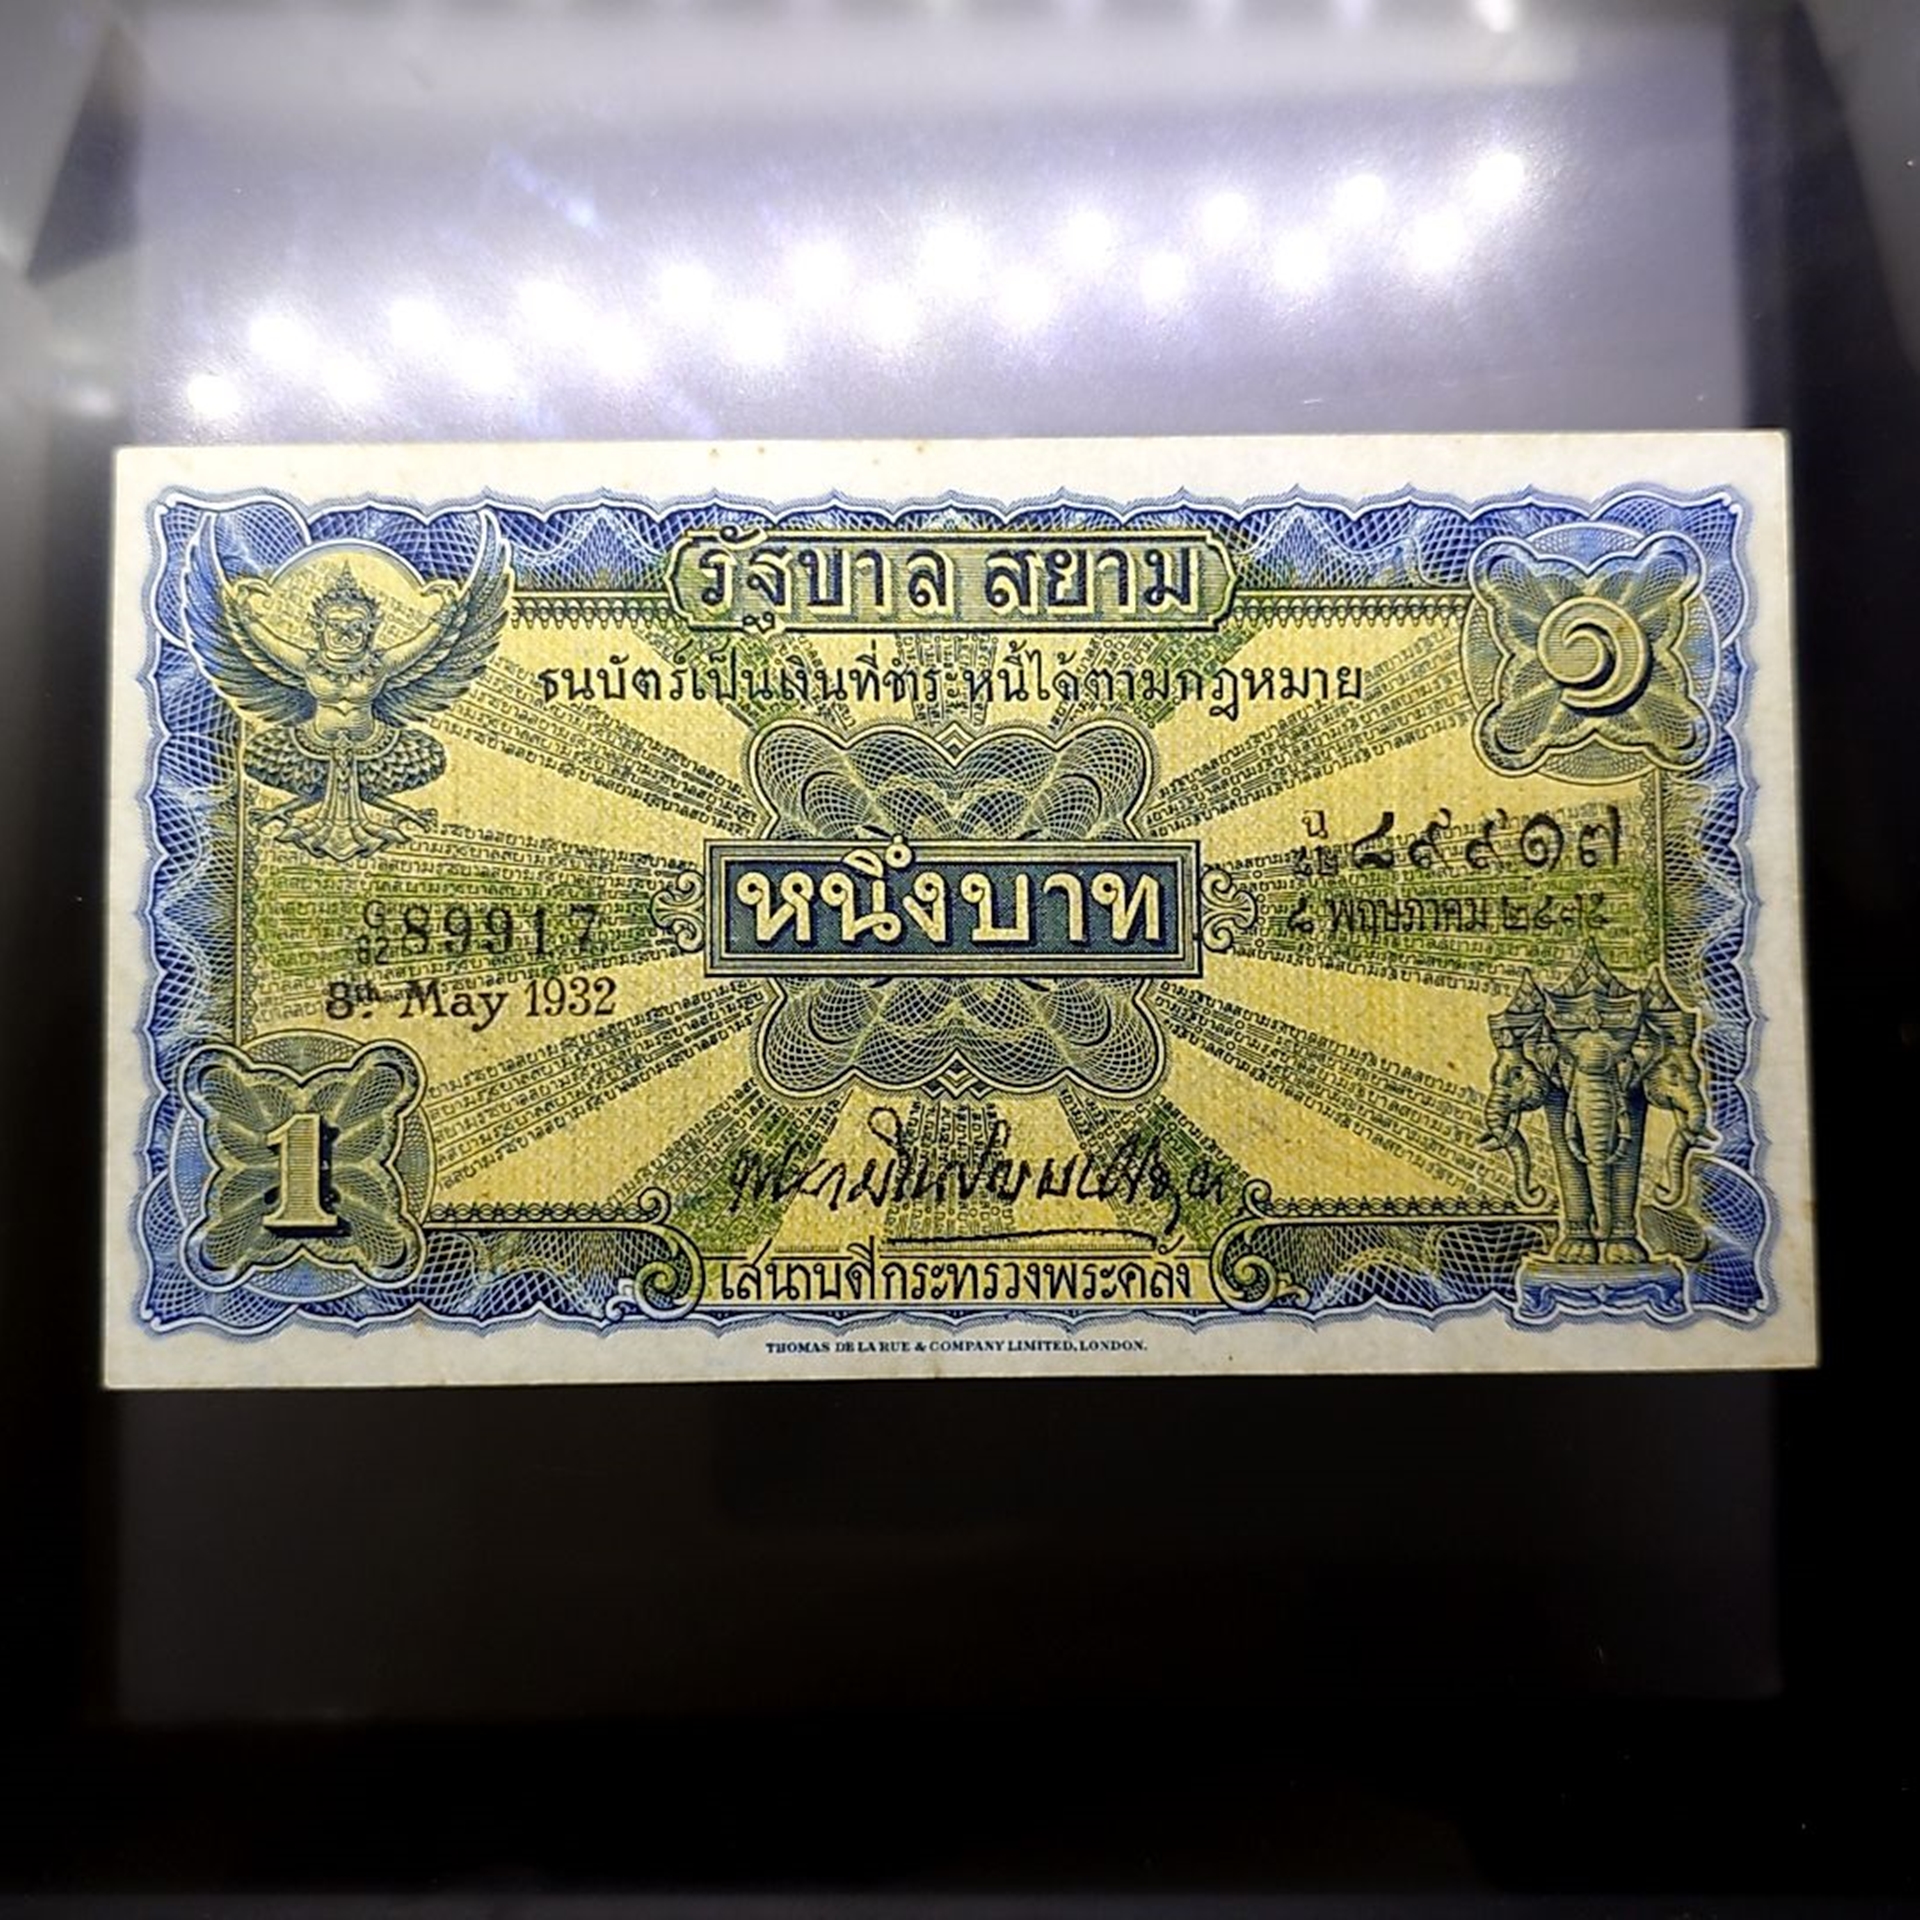 รัฐบาล สยาม
๑
ธนบัตร์เป็นเงินที่ชำระหนี้ได้ตามกฎหมาย
๘๙๙๑๗
๘ พฤษภาคม ๒๔๗๕
หนึ่งบาท
G
62 89917
8th. May 1932
1
เสนาบดีกระทรวงพระคลัง
THOMAS DE LA RUE & COMPANY LIMITED, LONDON.